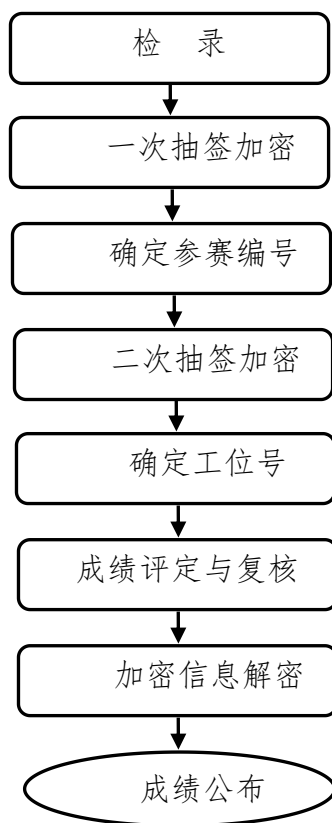 检 录
一次抽签加密
确定参赛编号
二次抽签加密
确定工位号
成绩评定与复核
加密信息解密
成绩公布